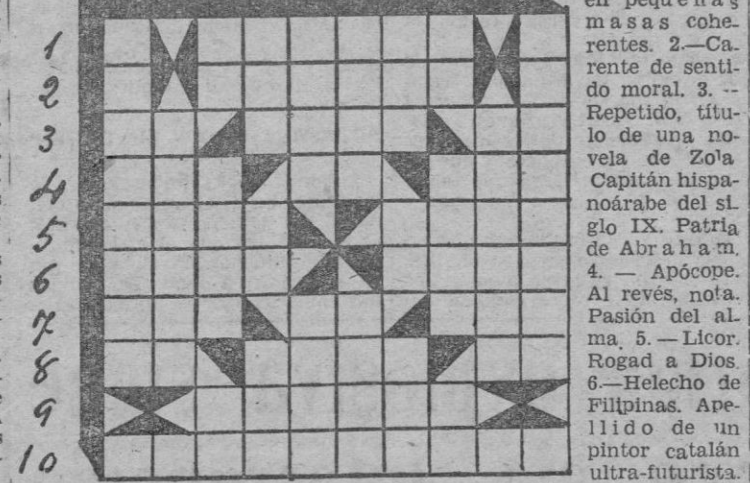 1
2
3
4
5
6
7
8
9
10
en pequeñas
masas cohe-
rentes. 2.—Ca-
rente de senti-
do moral. 3. --
Repetido, títu-
lo de una no-
vela de Zola
Capitán hispa-
noárabe del si-
glo IX. Patria
de Abraham.
4. — Apócope.
Al revés, nota.
Pasión del al-
ma. 5. — Licor.
Rogad a Dios.
6.—Helecho de
Filipinas. Ape-
llido de un
pintor catalán
ultra-futurista.